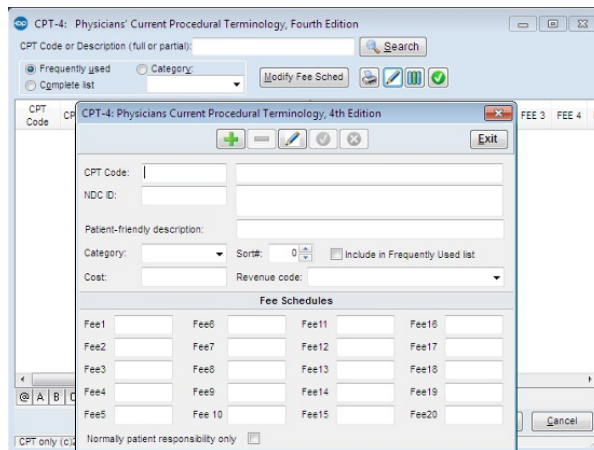 CPT-4: Physicians' Current Procedural Terminology, Fourth Edition
CPT Code or Description (full or partial):
Search
Frequently used
Category:
Complete list
Modify Fee Sched
CPT Code
CP
FEE 3
FEE 4
CPT-4: Physicians Current Procedural Terminology, 4th Edition
Exit
CPT Code:
NDC ID:
Patient-friendly description:
Category:
Sort#:
0
Include in Frequently Used list
Cost:
Revenue code:
Fee Schedules
Fee1
Fee6
Fee11
Fee16
Fee2
Fee7
Fee12
Fee17
Fee3
Fee8
Fee13
Fee18
Fee4
Fee9
Fee14
Fee19
Fee5
Fee 10
Fee15
Fee20
Normally patient responsibility only
@ A B
Cancel
CPT only (c)